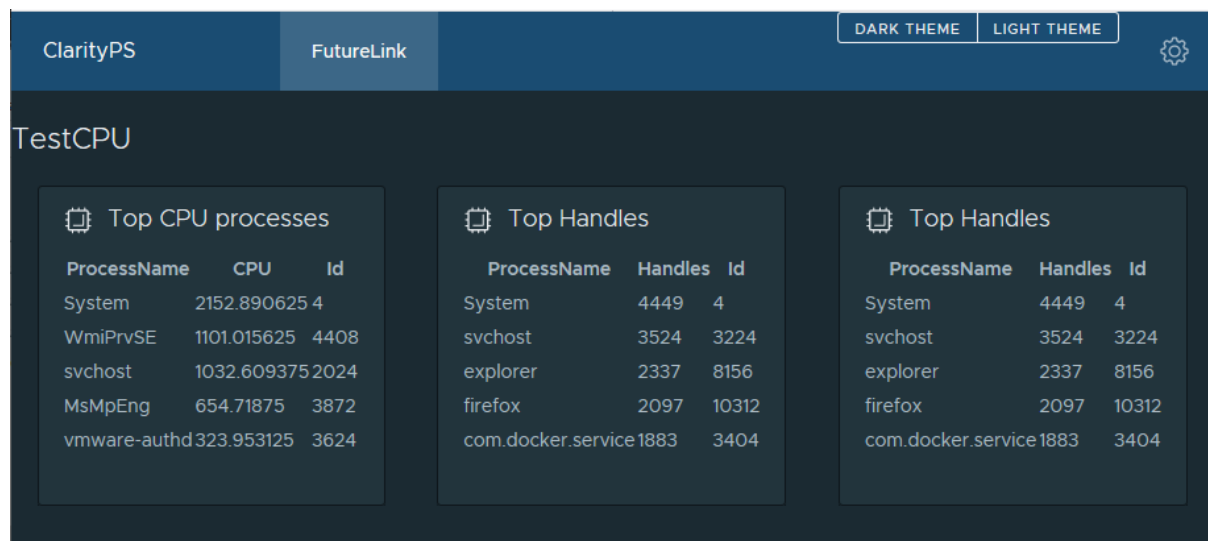 ClarityPS FutureLink DARK THEME LIGHT THEME
TestCPU
Top CPU processes
ProcessName CPU Id
System 2152.890625 4
WmiPrvSE 1101.015625 4408
svchost 1032.609375 2024
MsMpEng 654.71875 3872
vmware-authd 323.953125 3624
Top Handles
ProcessName Handles Id
System 4449 4
svchost 3524 3224
explorer 2337 8156
firefox 2097 10312
com.docker.service 1883 3404
Top Handles
ProcessName Handles Id
System 4449 4
svchost 3524 3224
explorer 2337 8156
firefox 2097 10312
com.docker.service 1883 3404